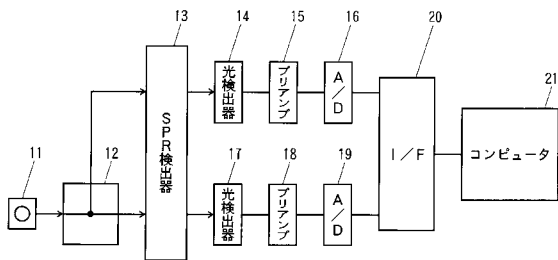 13
14
15
16
20
光検出器
プリアンプ
A/D
21
SPR検出器
I/F
コンピュータ
11
12
17
18
19
光検出器
プリアンプ
A/D